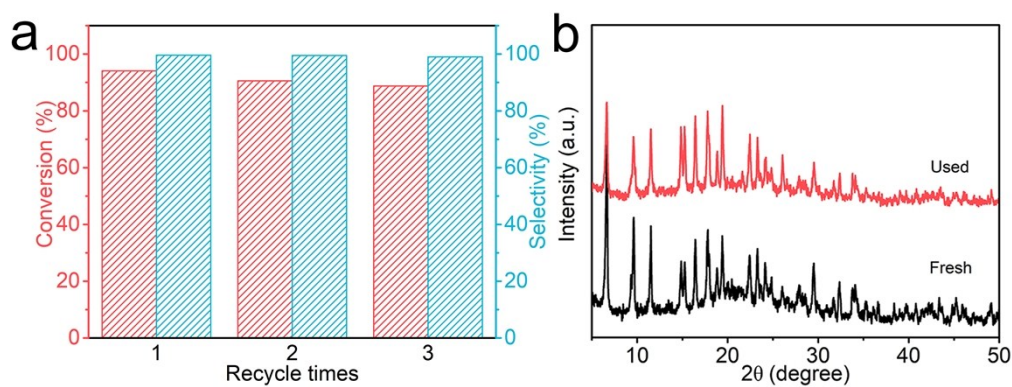 a
Conversion (%)
100
80
60
40
20
0
1
2
3
Recycle times
100
80
60
40
20
0
Selectivity (%)
b
Intensity (a.u.)
Used
Fresh
10
20
30
40
50
2θ (degree)